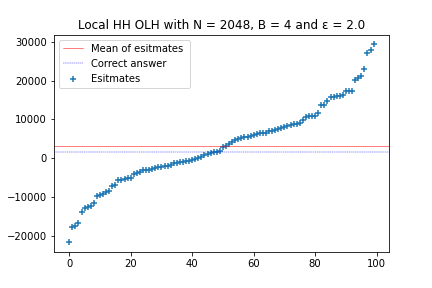 Local HH OLH with N = 2048, B = 4 and ε = 2.0
Mean of esitmates
Correct answer
Esitmates
30000
20000
10000
0
−10000
−20000
0 20 40 60 80 100